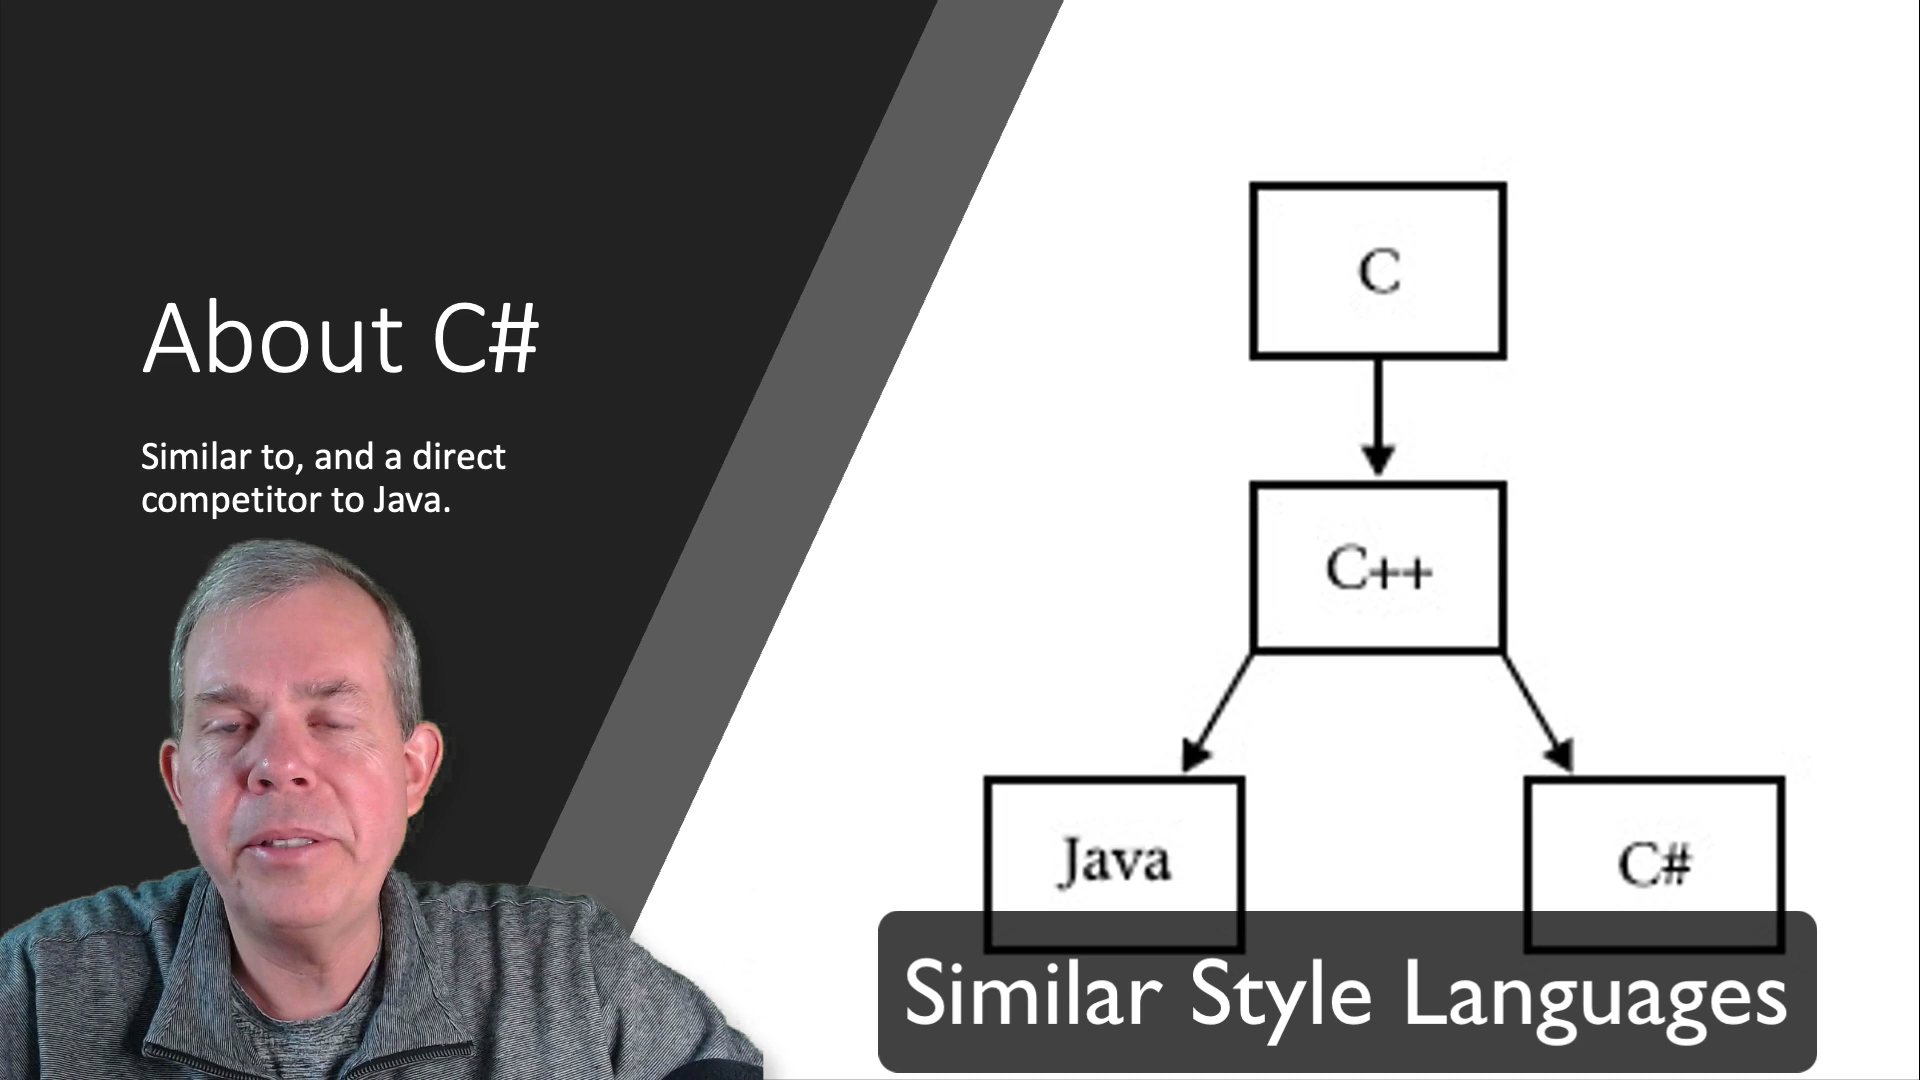 About C#
Similar to, and a direct
competitor to Java.
C
C++
Java
C#
Similar Style Languages